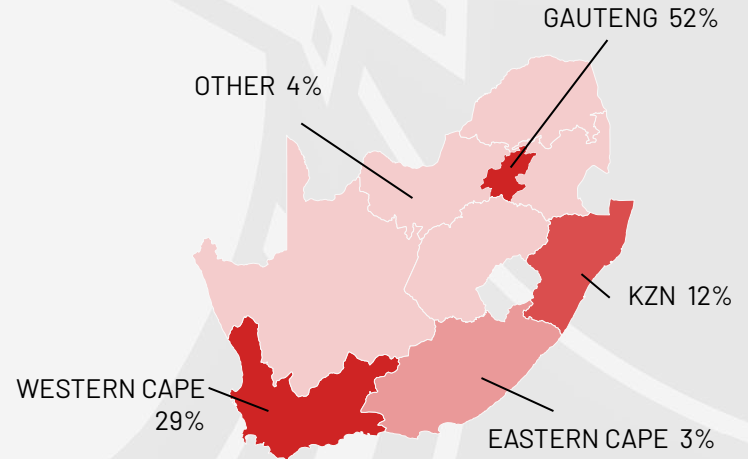 GAUTENG 52%
OTHER 4%
KZN 12%
WESTERN CAPE
29%
EASTERN CAPE 3%